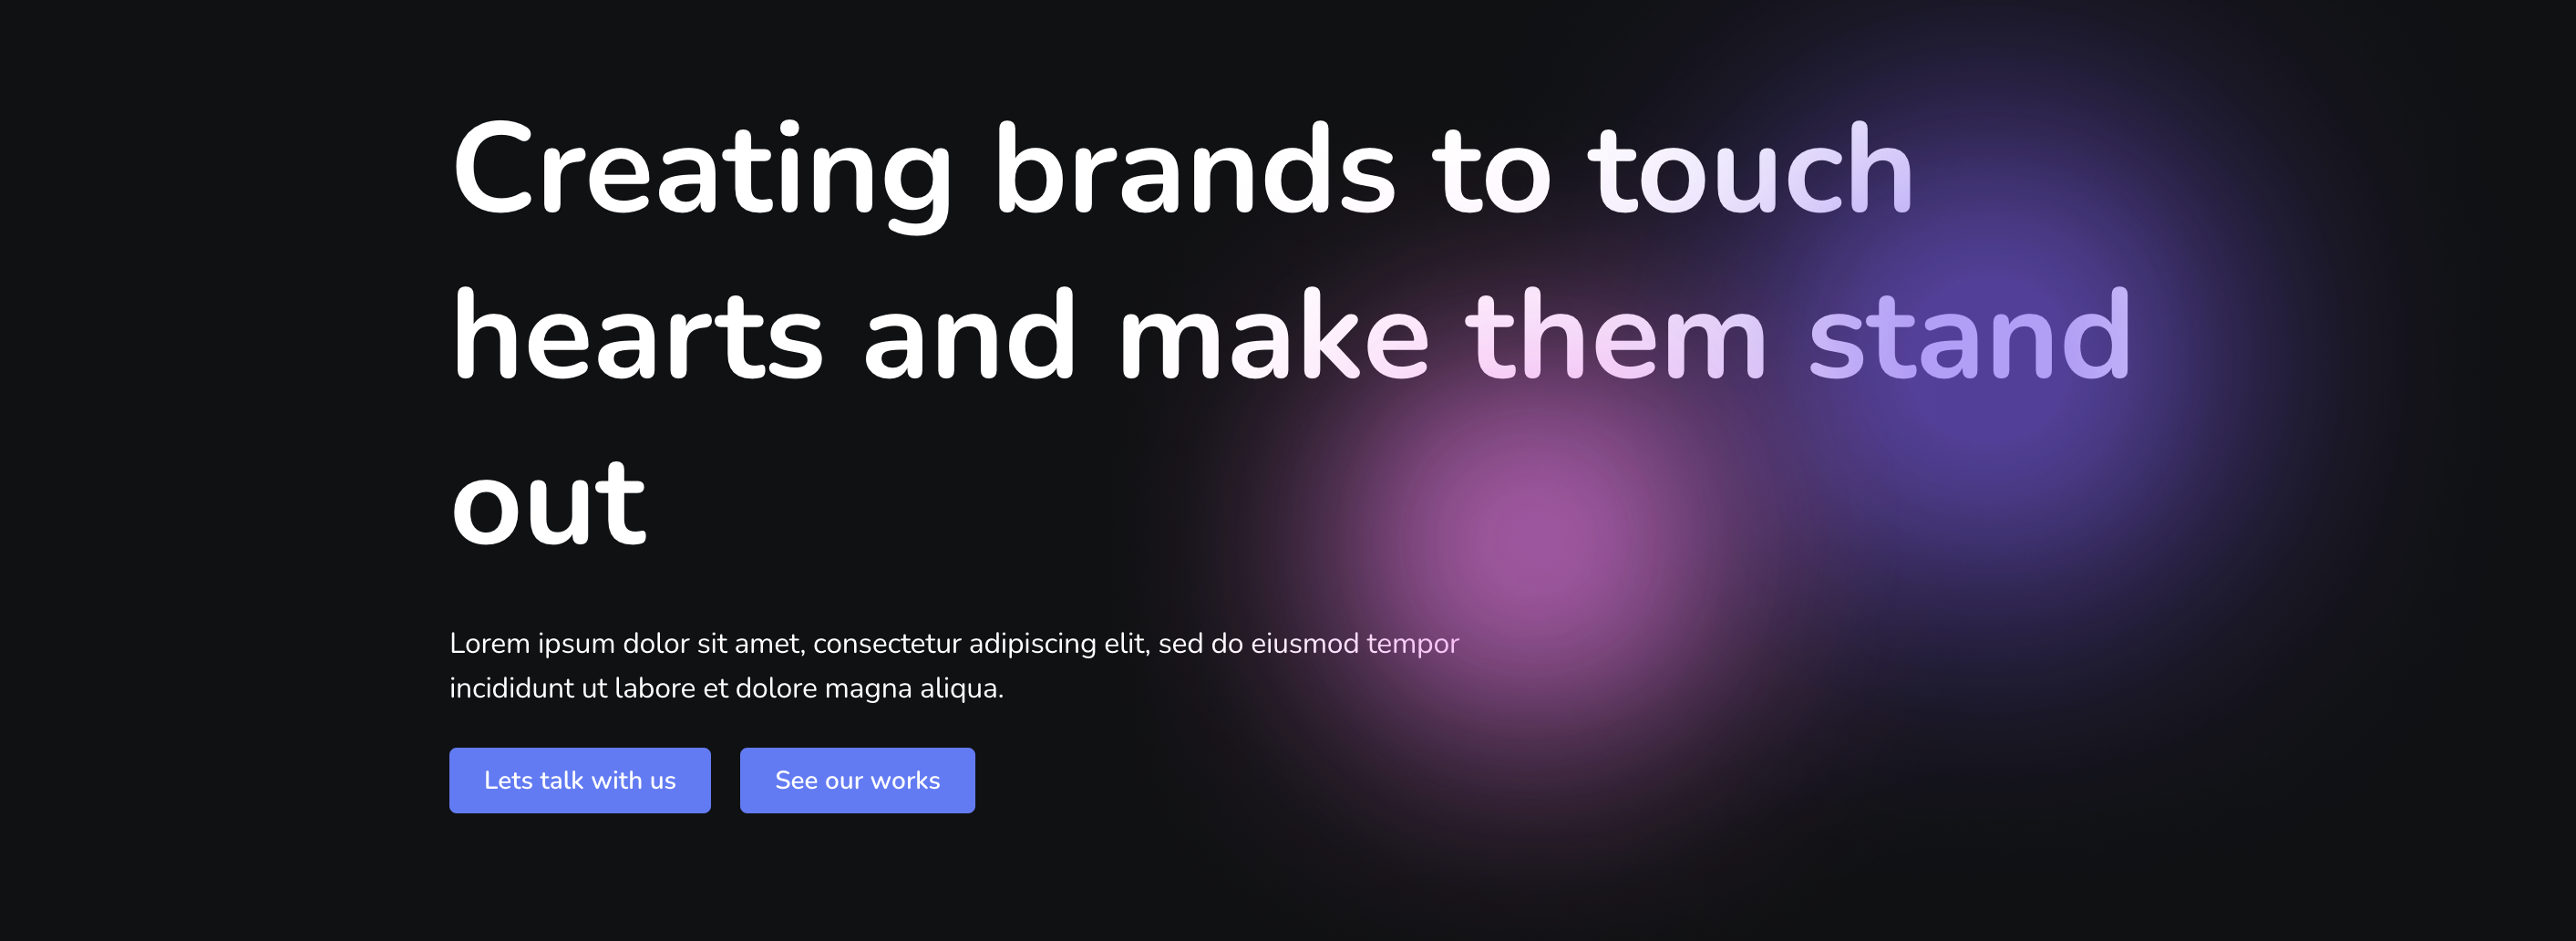 Creating brands to touch
hearts and make them stand
out
Lorem ipsum dolor sit amet, consectetur adipiscing elit, sed do eiusmod tempor
incididunt ut labore et dolore magna aliqua.
Lets talk with us
See our works